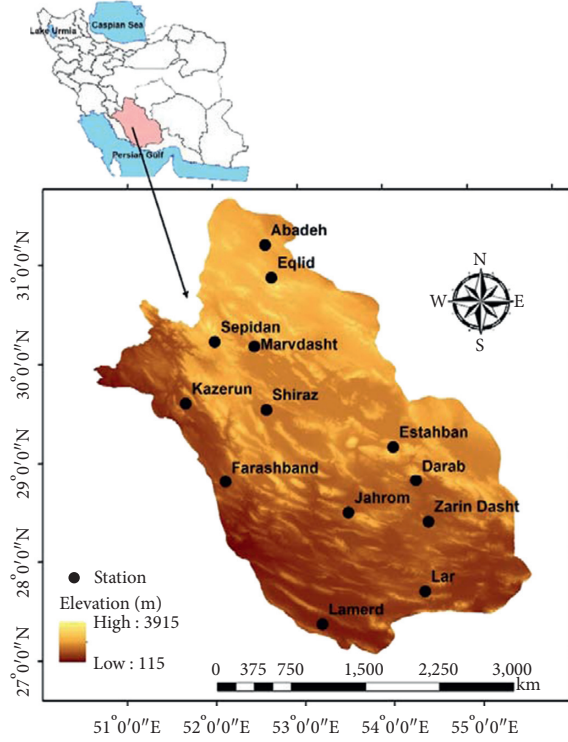 Caspian Sea
Lake Urmia
Persian Gulf
Abadeh
Eqlid
N
W E
S
Sepidan
Marvdasht
Kazerun
Shiraz
Estahban
Farashband
Darab
Jahrom
Zarin Dasht
Lar
Lamerd
Station
Elevation (m)
High : 3915
Low : 115
0 375 750 1,500 2,250 3,000
km
31°0′0″N
30°0′0″N
29°0′0″N
28°0′0″N
27°0′0″N
51°0′0″E 52°0′0″E 53°0′0″E 54°0′0″E 55°0′0″E